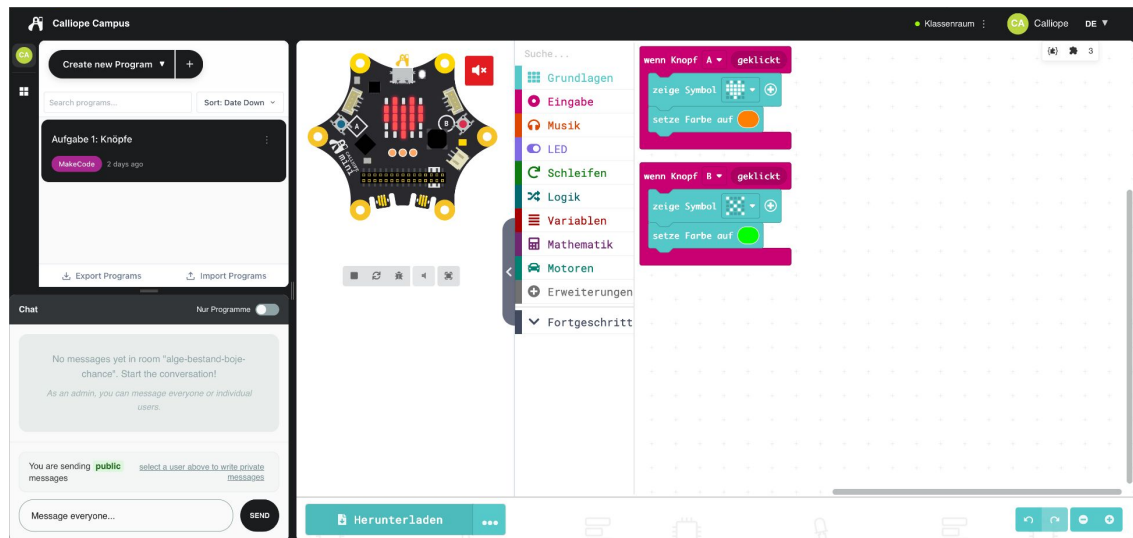 Calliope Campus
Klassenraum
CA Calliope DE
CA
Create new Program
+
Search programs...
Sort: Date Down
Aufgabe 1: Knöpfe
MakeCode 2 days ago
Export Programs
Import Programs
Chat
Nur Programme
No messages yet in room "alge-bestand-boje-
chance". Start the conversation!
As an admin, you can message everyone or individual
users.
You are sending public
messages
select a user above to write private
messages
Message everyone...
SEND
A
B
mini
Suche...
Grundlagen
Eingabe
Musik
LED
Schleifen
Logik
Variablen
Mathematik
Motoren
Erweiterungen
Fortgeschritt
wenn Knopf A geklickt
zeige Symbol
setze Farbe auf
wenn Knopf B geklickt
zeige Symbol
setze Farbe auf
3
Herunterladen